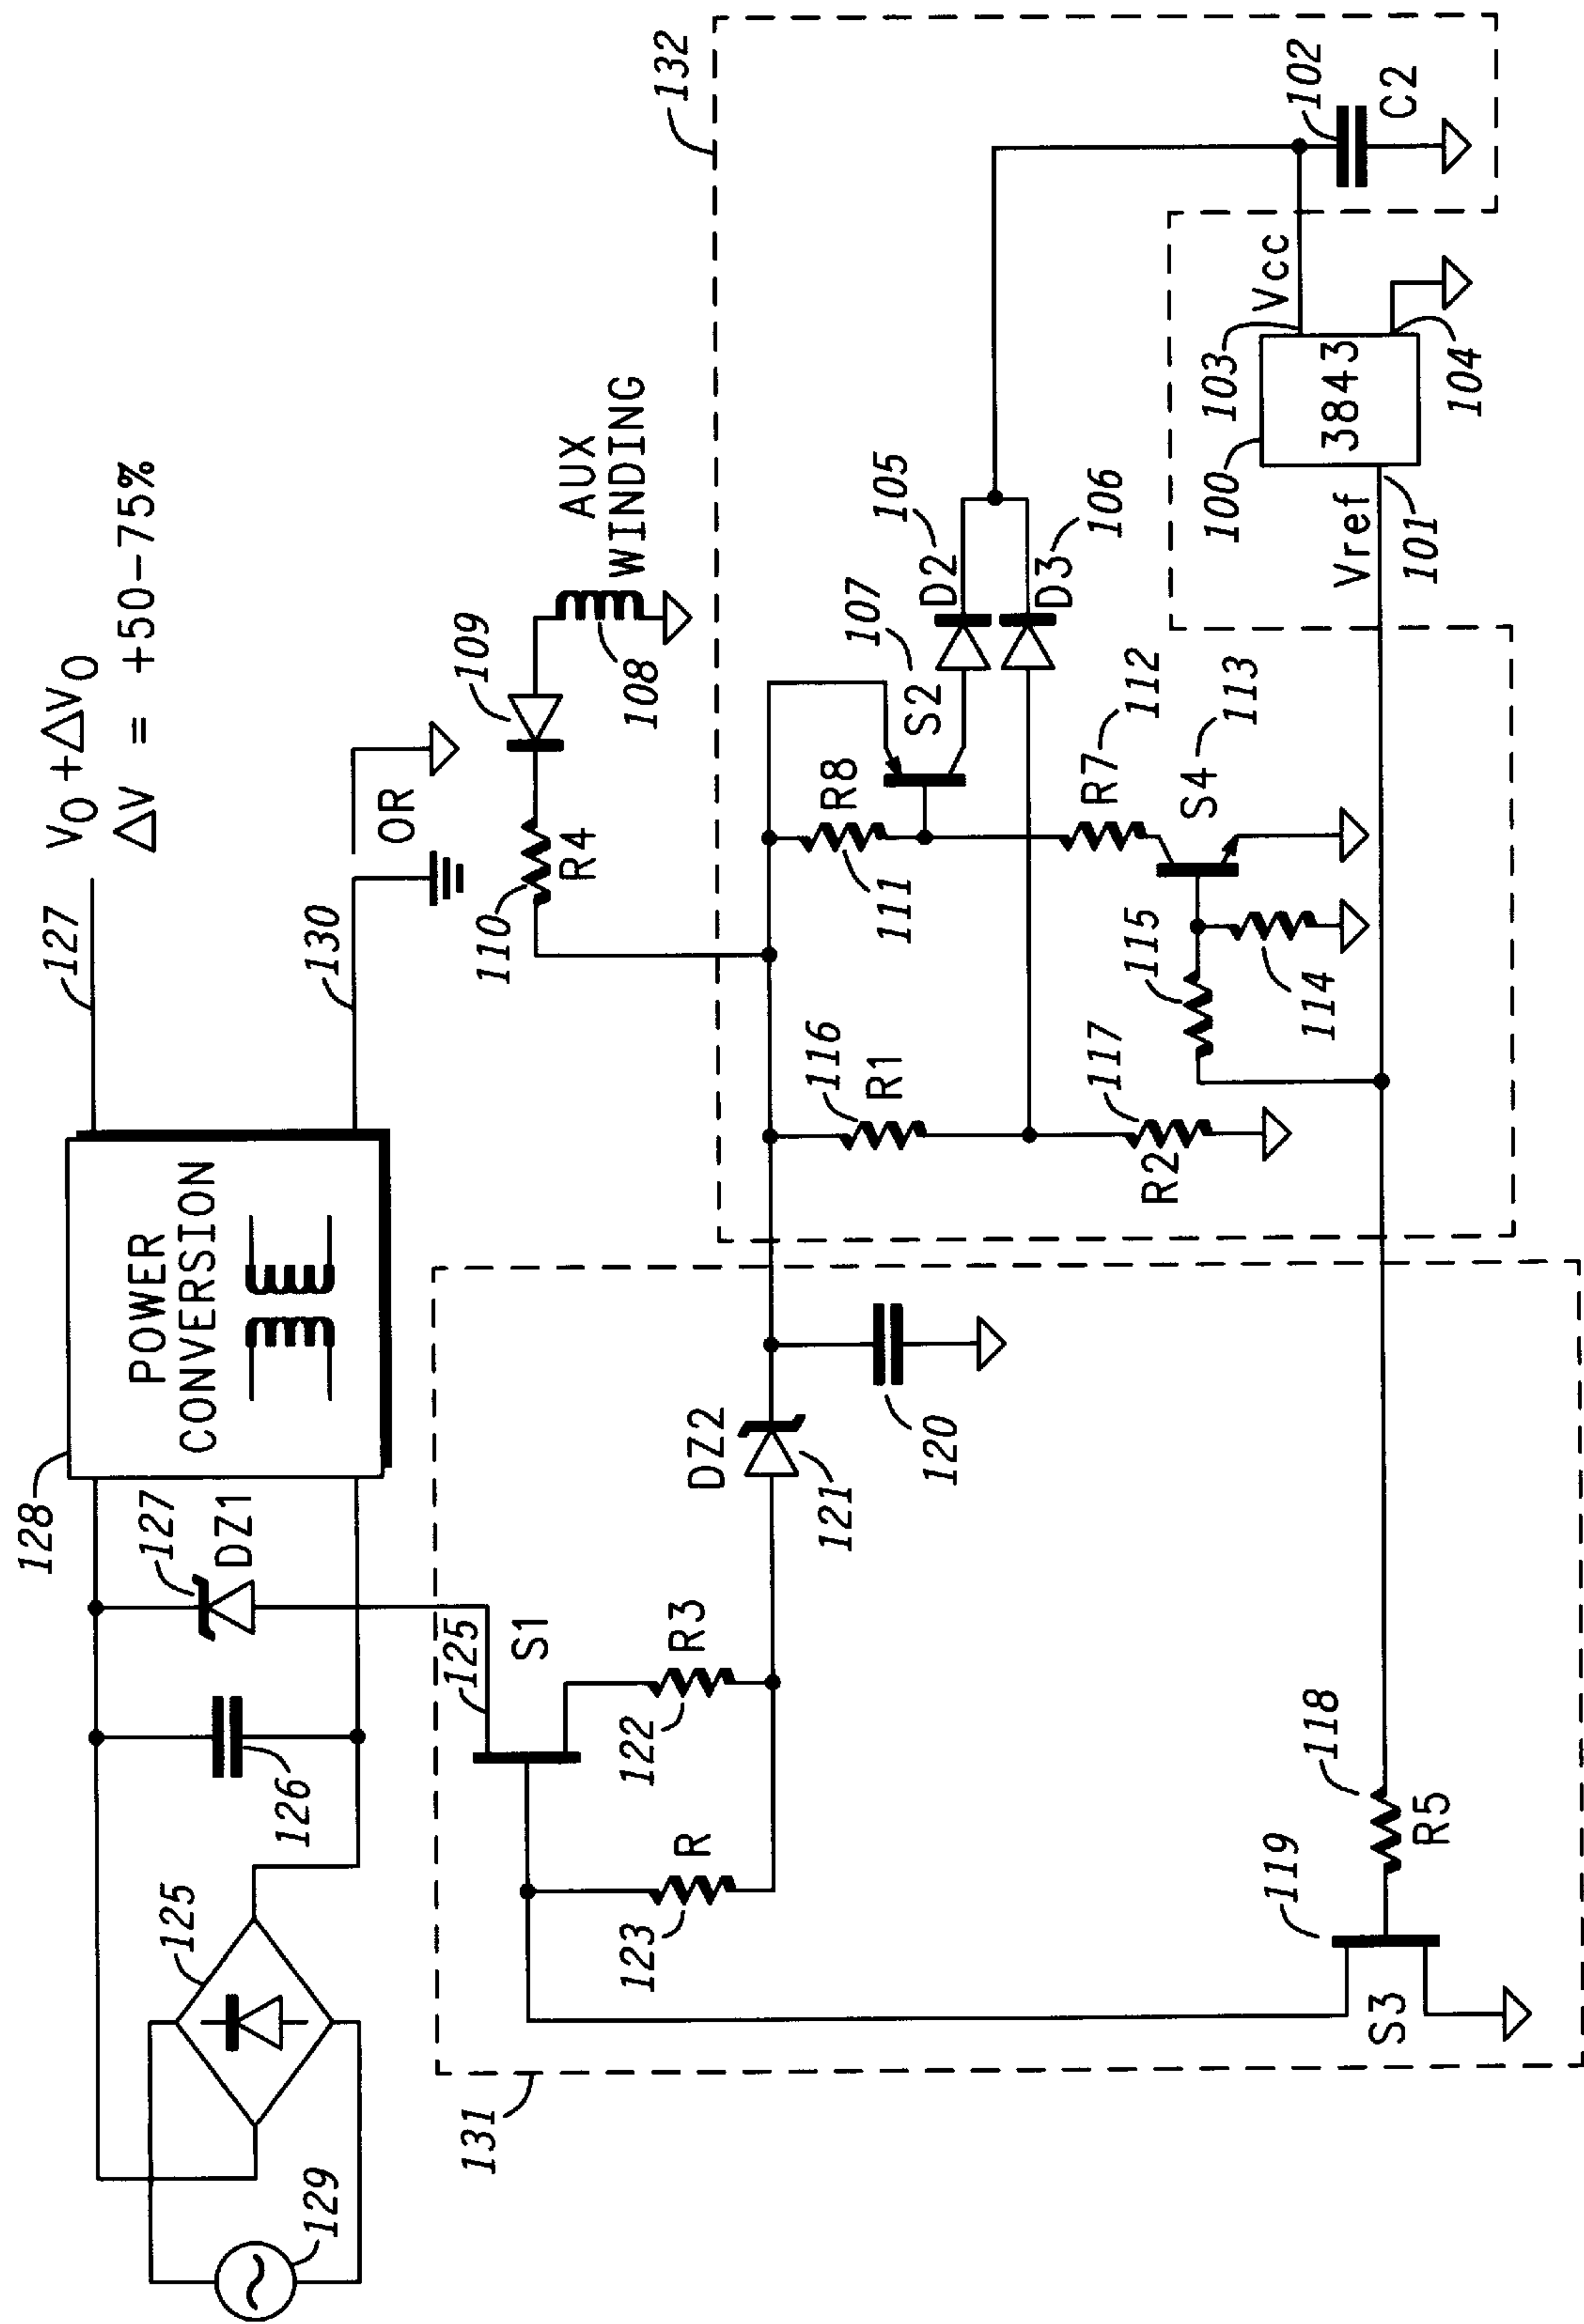 127
V0 + ΔV0
ΔV = +50-75%
128
POWER
CONVERSION
130
OR
127
DZ1
125
126
129
109
AUX
WINDING
108
110
R4
132
131
125
S1
122
R3
123
R
DZ2
121
120
116
R1
117
R2
111
R8
107
S2
D2
105
D3
106
R7
112
S4
113
115
114
102
C2
Vcc
103
100
3843
104
Vref
101
118
R5
119
S3